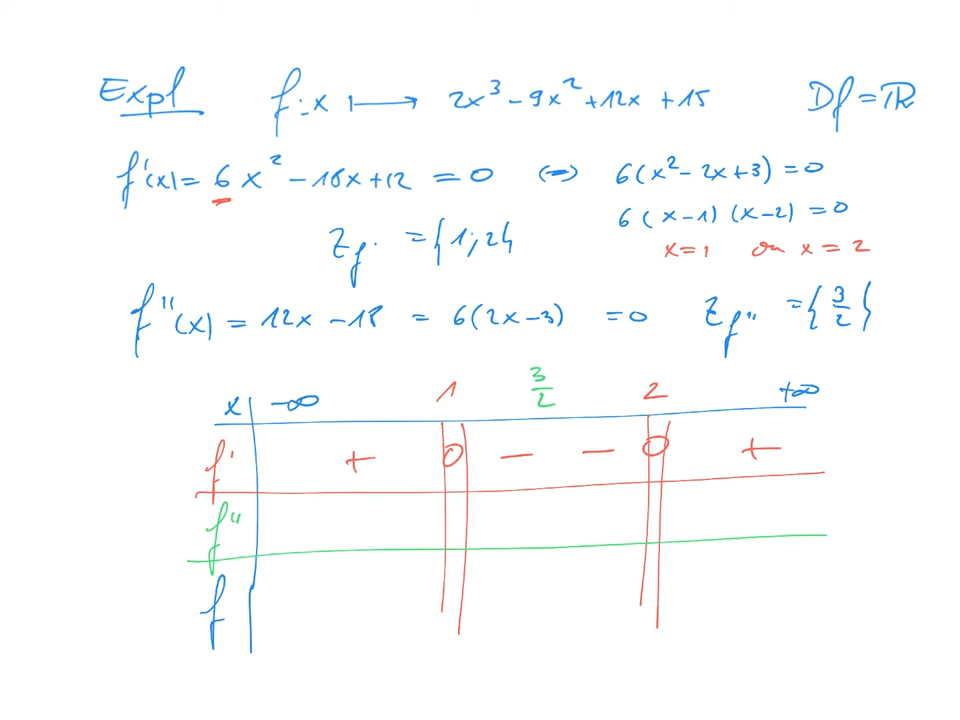 Expl f : x ⟼ 2x³ - 9x² + 12x + 15 Df = ℝ
f'(x) = 6x² - 18x + 12 = 0 ⟺ 6(x² - 2x + 3) = 0
6(x-1)(x-2) = 0
Zf' = {1; 2} x = 1 ou x = 2
f''(x) = 12x - 18 = 6(2x-3) = 0 Zf'' = {3/2}
x -∞ 1 3/2 2 +∞
f' + 0 - - 0 +
f''
f